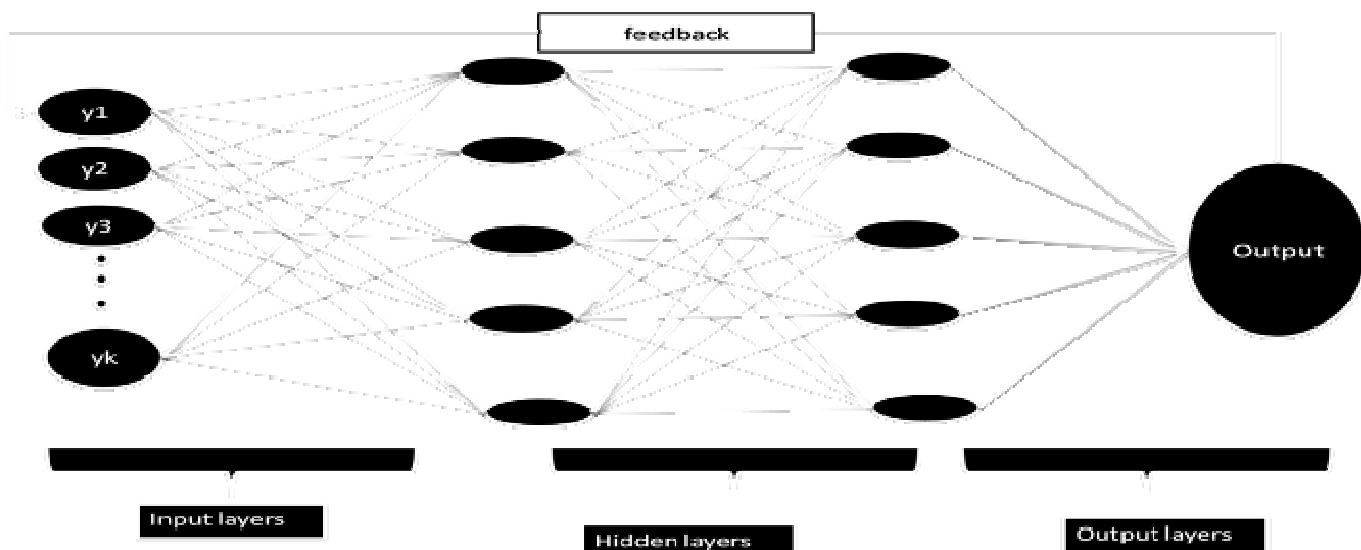 feedback
y1
y2
y3
yk
Output
Input layers
Hidden layers
Output layers